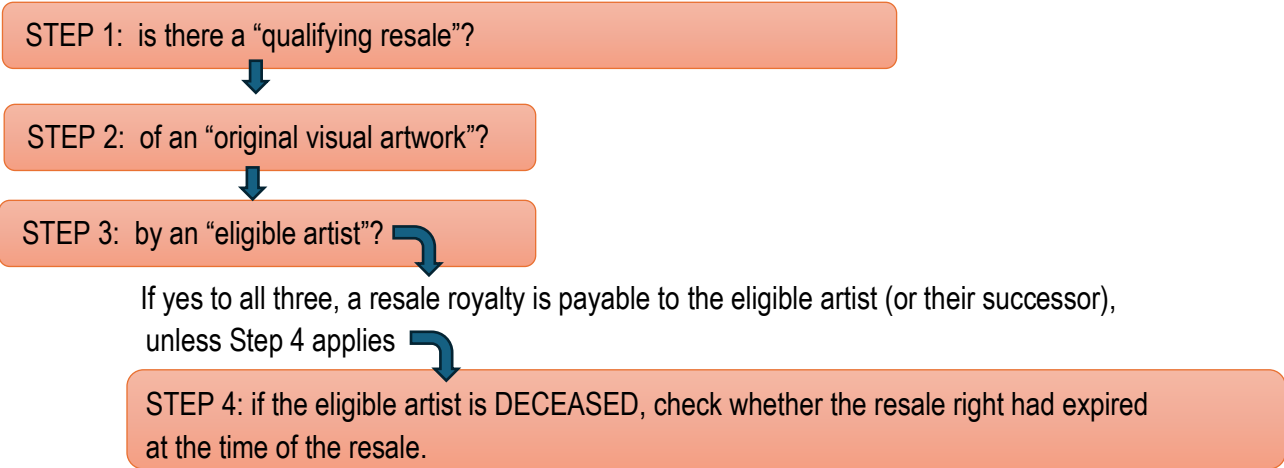 STEP 1:  is there a “qualifying resale”?
STEP 2:  of an “original visual artwork”?
STEP 3:  by an “eligible artist”?
If yes to all three, a resale royalty is payable to the eligible artist (or their successor),
unless Step 4 applies
STEP 4: if the eligible artist is DECEASED, check whether the resale right had expired
at the time of the resale.